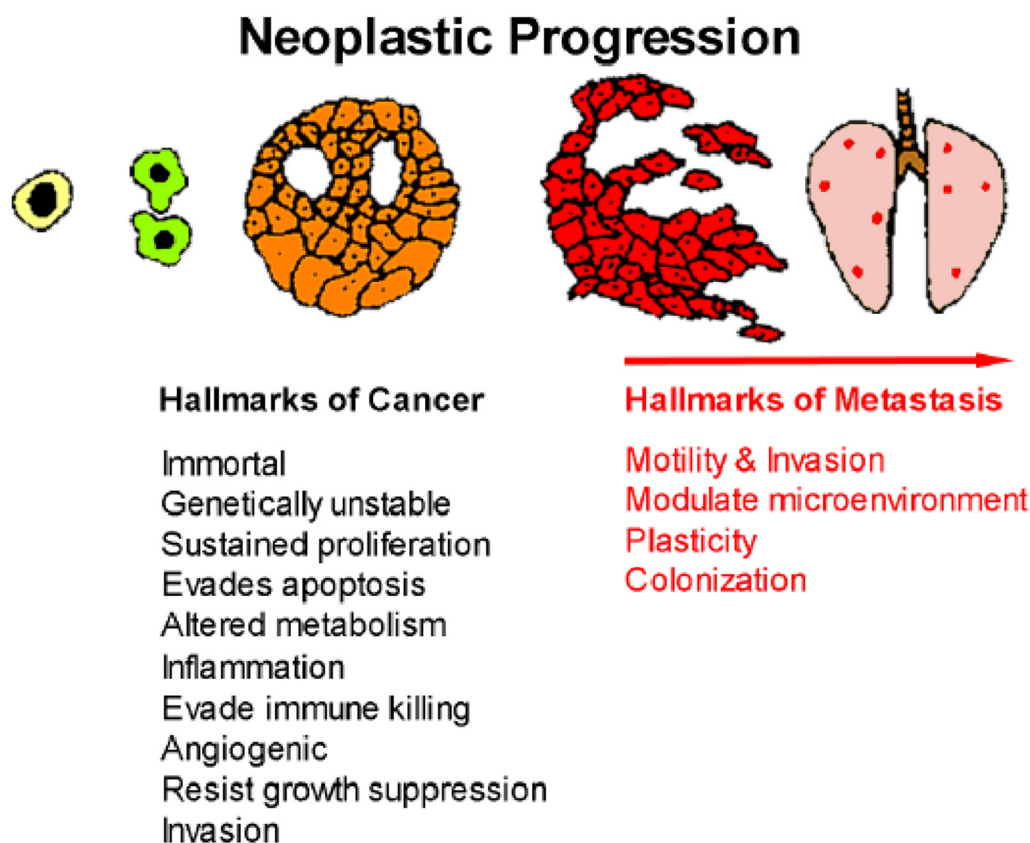 Neoplastic Progression
Hallmarks of Cancer
Immortal
Genetically unstable
Sustained proliferation
Evades apoptosis
Altered metabolism
Inflammation
Evade immune killing
Angiogenic
Resist growth suppression
Invasion
Hallmarks of Metastasis
Motility & Invasion
Modulate microenvironment
Plasticity
Colonization